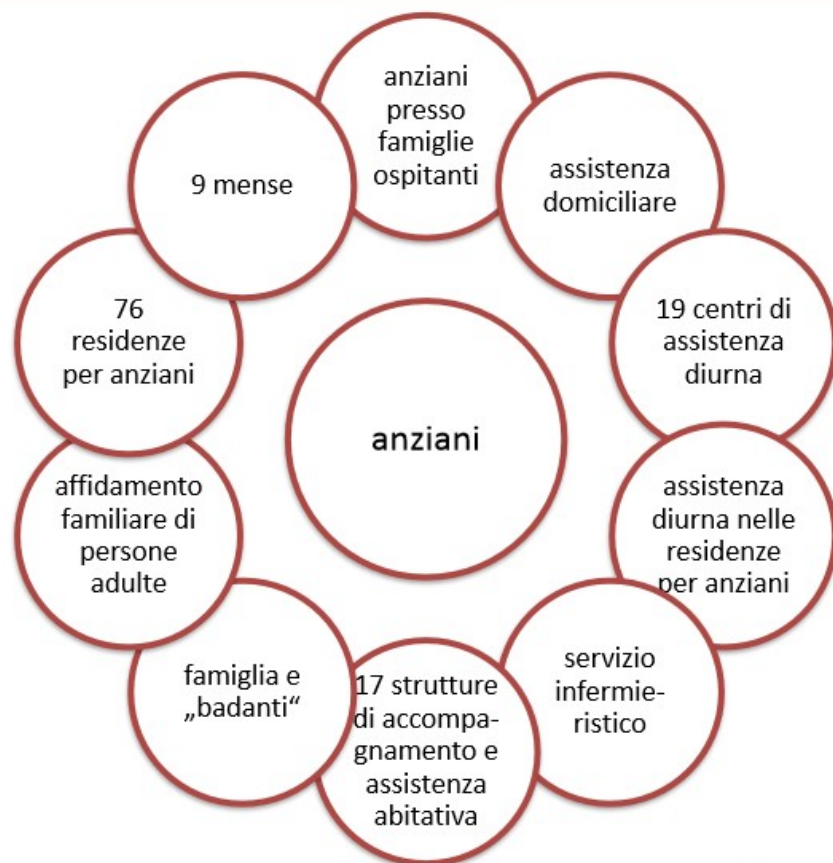 anziani
presso
famiglie
ospitanti
assistenza
domiciliare
19 centri di
assistenza
diurna
assistenza
diurna nelle
residenze
per anziani
servizio
infermie-
ristico
17 strutture
di accompa-
gnamento e
assistenza
abitativa
famiglia e
„badanti“
affidamento
familiare di
persone
adulte
76
residenze
per anziani
9 mense
anziani